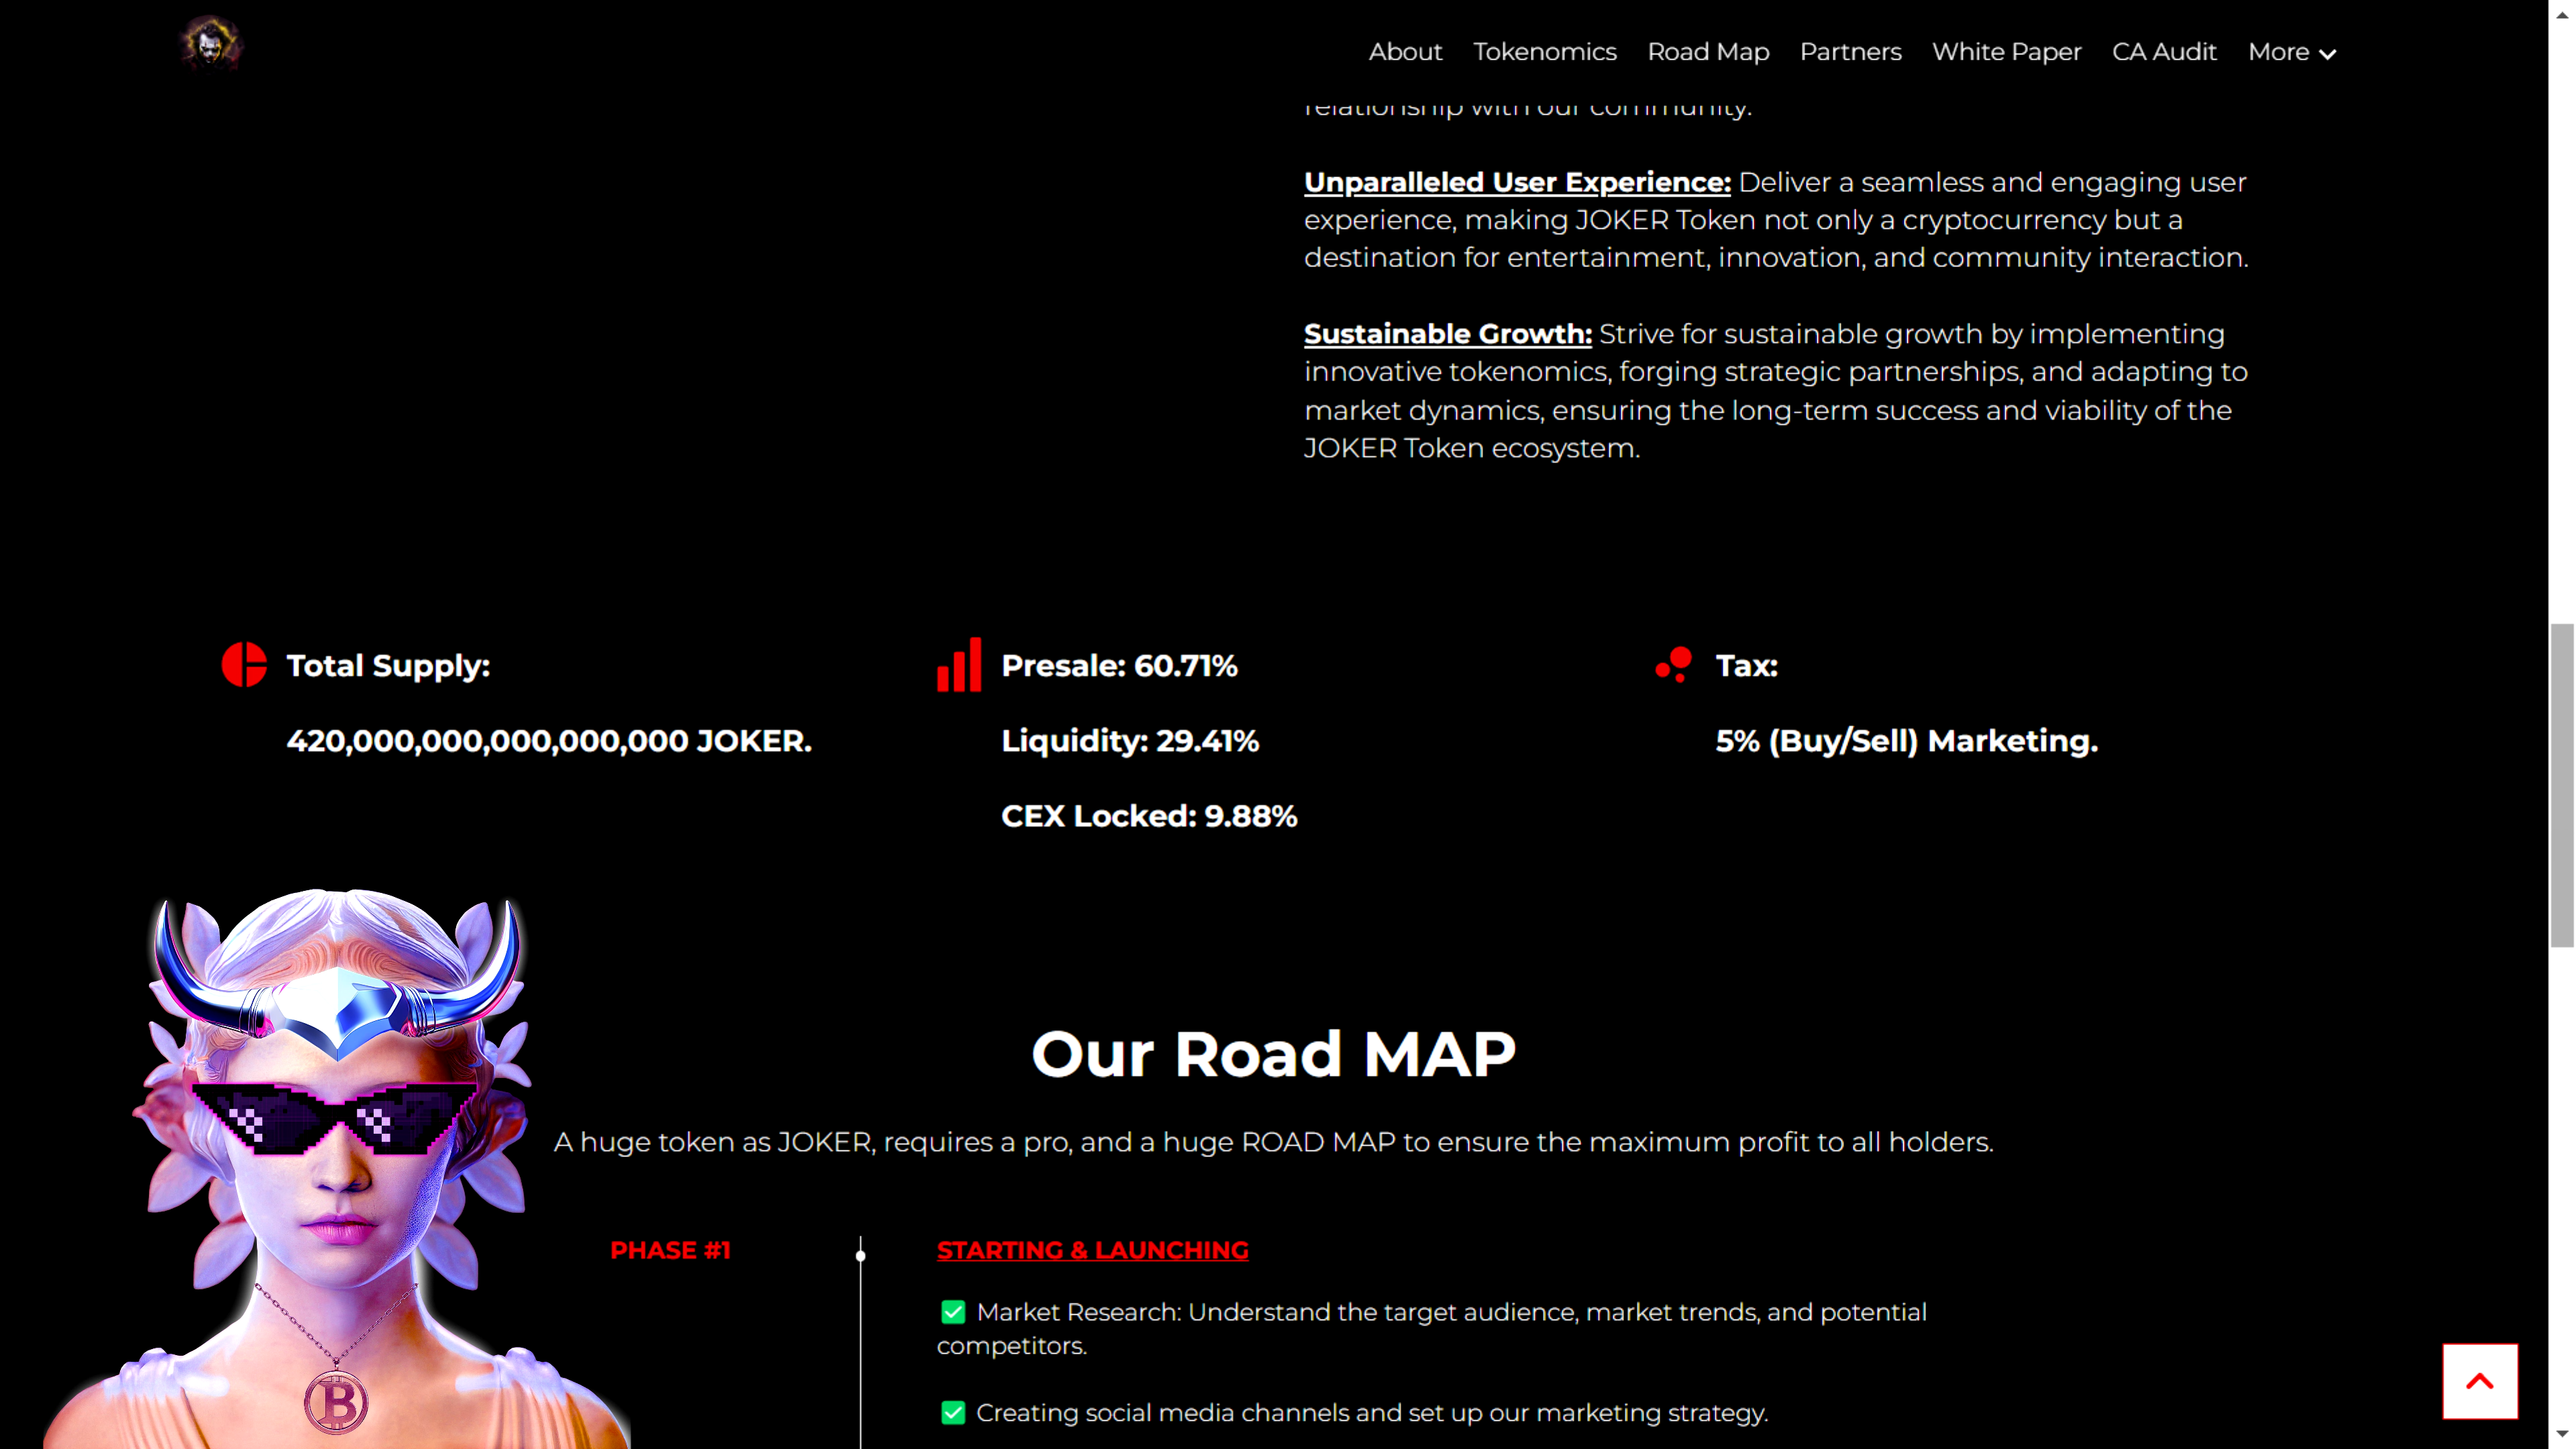 About Tokenomics Road Map Partners White Paper CA Audit More
relationship with our community.
Unparalleled User Experience: Deliver a seamless and engaging user
experience, making JOKER Token not only a cryptocurrency but a
destination for entertainment, innovation, and community interaction.
Sustainable Growth: Strive for sustainable growth by implementing
innovative tokenomics, forging strategic partnerships, and adapting to
market dynamics, ensuring the long-term success and viability of the
JOKER Token ecosystem.
Total Supply:
420,000,000,000,000,000 JOKER.
Presale: 60.71%
Liquidity: 29.41%
CEX Locked: 9.88%
Tax:
5% (Buy/Sell) Marketing.
Our Road MAP
A huge token as JOKER, requires a pro, and a huge ROAD MAP to ensure the maximum profit to all holders.
PHASE #1
STARTING & LAUNCHING
✅ Market Research: Understand the target audience, market trends, and potential
competitors.
✅ Creating social media channels and set up our marketing strategy.
B